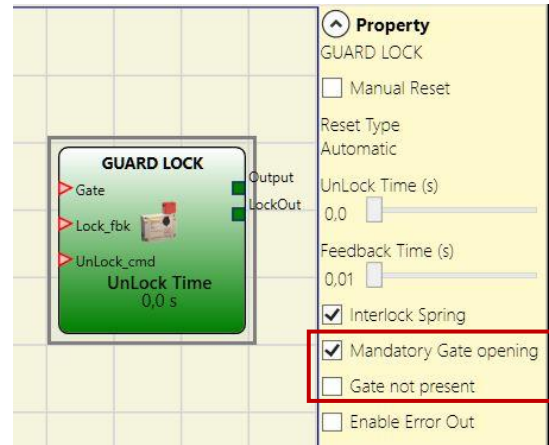 GUARD LOCK
Gate
Lock_fbk
UnLock_cmd
Output
LockOut
UnLock Time
0,0 s
Property
GUARD LOCK
Manual Reset
Reset Type
Automatic
UnLock Time (s)
0,0
Feedback Time (s)
0,01
Interlock Spring
Mandatory Gate opening
Gate not present
Enable Error Out